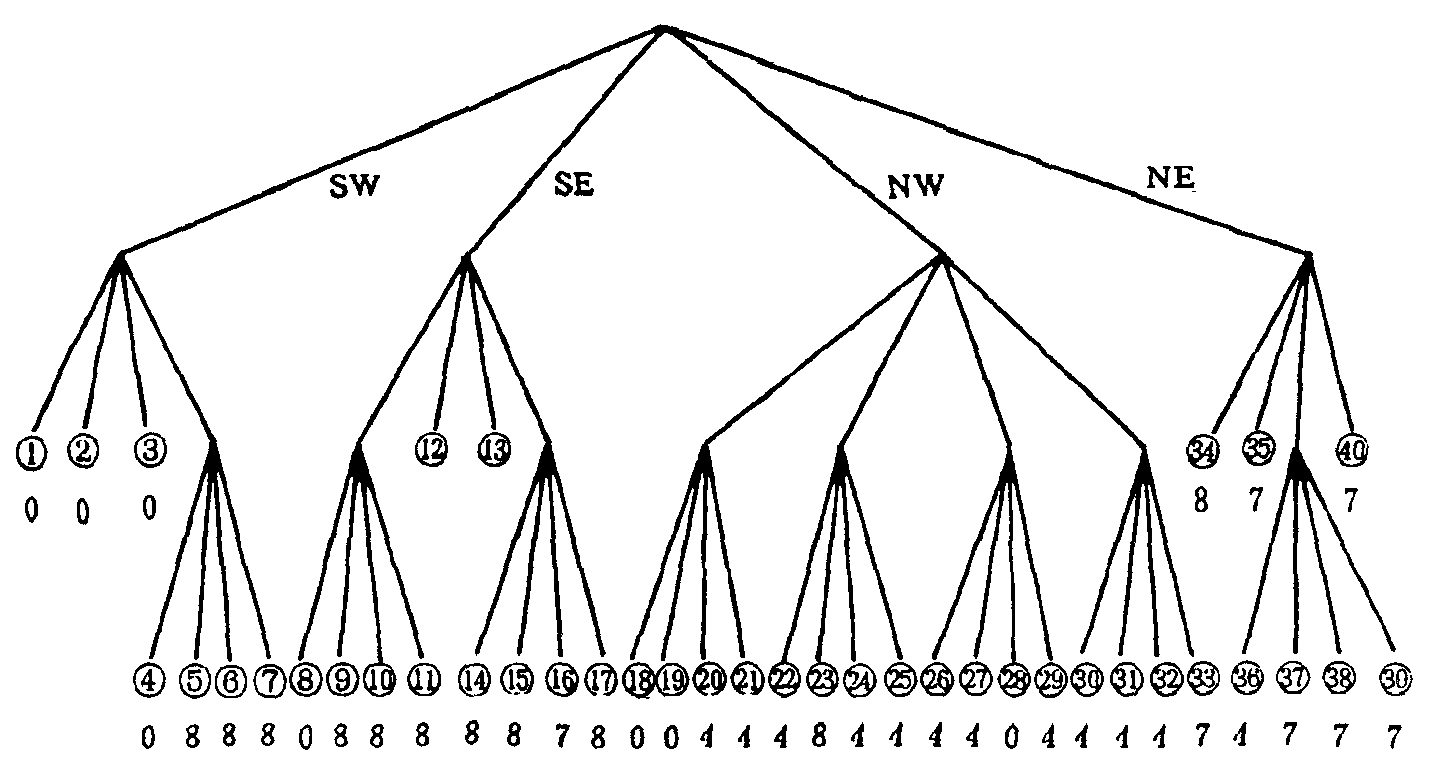 SW SE NW NE
① ② ③ ⑫ ⑬ ㉞ ㉟ ㊵
0 0 0 8 7 7
④ ⑤ ⑥ ⑦ ⑧ ⑨ ⑩ ⑪ ⑭ ⑮ ⑯ ⑰ ⑱ ⑲ ⑳ ㉑ ㉒ ㉓ ㉔ ㉕ ㉖ ㉗ ㉘ ㉙ ㉚ ㉛ ㉜ ㉝ ㊱ ㊲ ㊳ ㉚
0 8 8 8 0 8 8 8 8 8 7 8 0 0 4 4 4 8 4 4 4 4 0 4 4 4 4 7 4 7 7 7